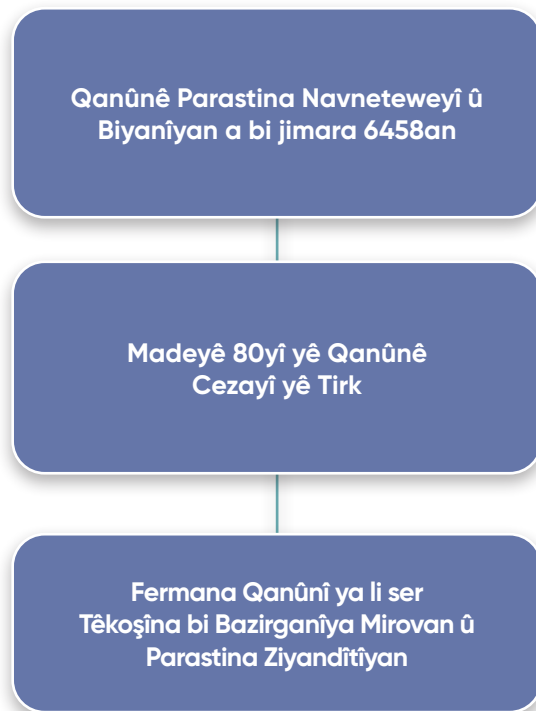 Qanûnê Parastina Navneteweyî û
Biyanîyan a bi jimara 6458an
Madeyê 80yî yê Qanûnê
Cezayî yê Tirk
Fermana Qanûnî ya li ser
Têkoşîna bi Bazirganîya Mirovan û
Parastina Ziyandîtîyan